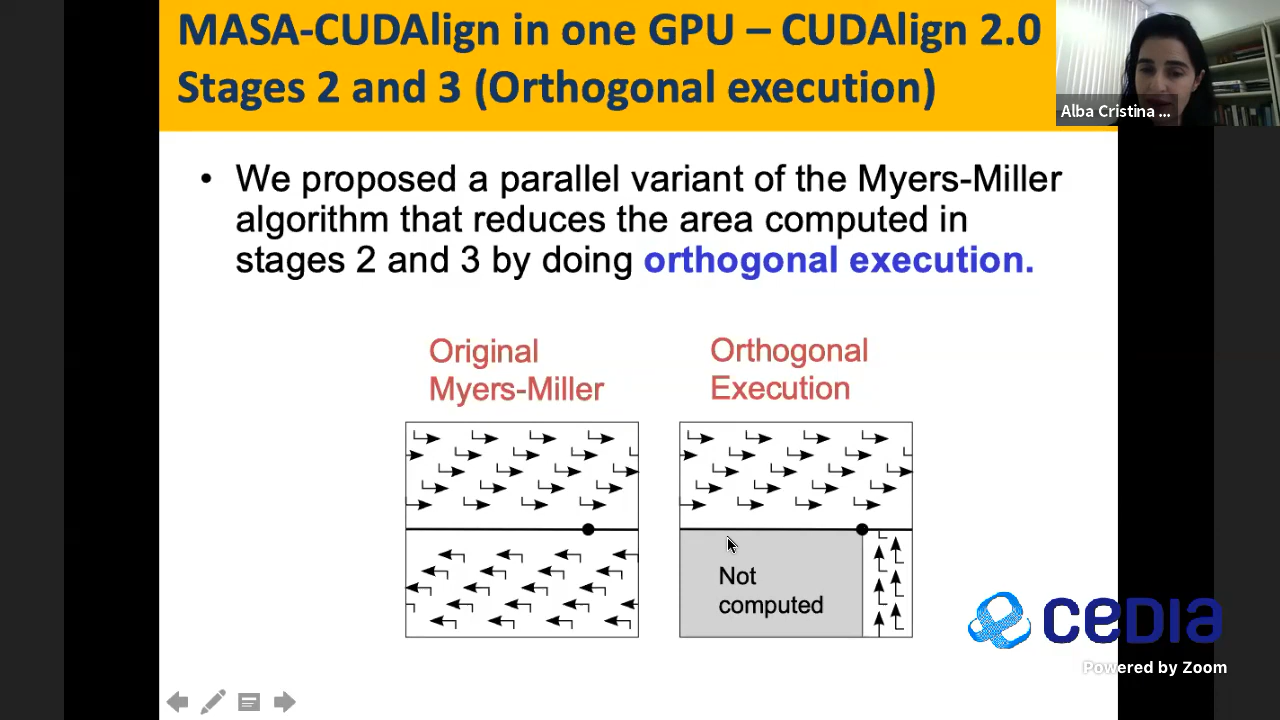 MASA-CUDAlign in one GPU – CUDAlign 2.0
Stages 2 and 3 (Orthogonal execution)
Alba Cristina ...
• We proposed a parallel variant of the Myers-Miller
algorithm that reduces the area computed in
stages 2 and 3 by doing orthogonal execution.
Original
Myers-Miller
Orthogonal
Execution
Not
computed
cedia
Powered by Zoom